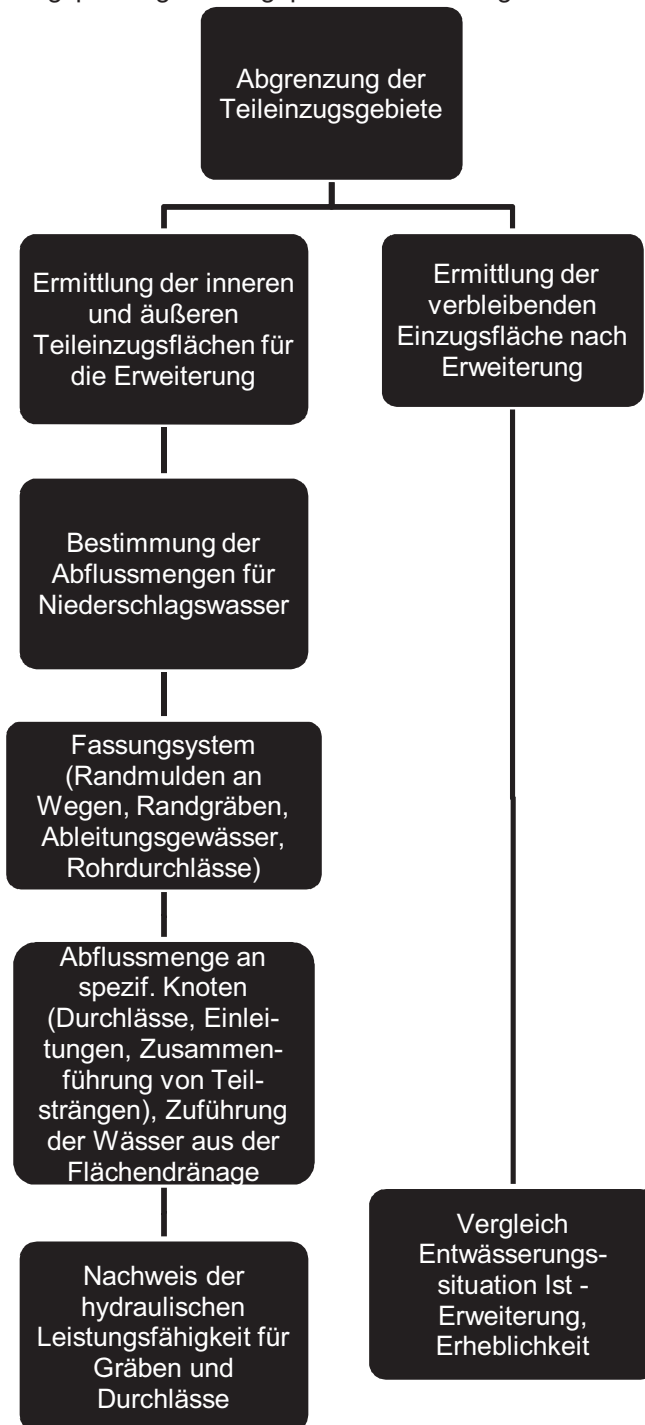 Abgrenzung der
Teileinzugsgebiete
Ermittlung der inneren
und äußeren
Teileinzugsflächen für
die Erweiterung
Bestimmung der
Abflussmengen für
Niederschlagswasser
Fassungsystem
(Randmulden an
Wegen, Randgräben,
Ableitungsgewässer,
Rohrdurchlässe)
Abflussmenge an
spezif. Knoten
(Durchlässe, Einlei-
tungen, Zusammen-
führung von Teil-
strängen), Zuführung
der Wässer aus der
Flächendränage
Nachweis der
hydraulischen
Leistungsfähigkeit für
Gräben und
Durchlässe
Ermittlung der
verbleibenden
Einzugsfläche nach
Erweiterung
Vergleich
Entwässerungs-
situation Ist -
Erweiterung,
Erheblichkeit